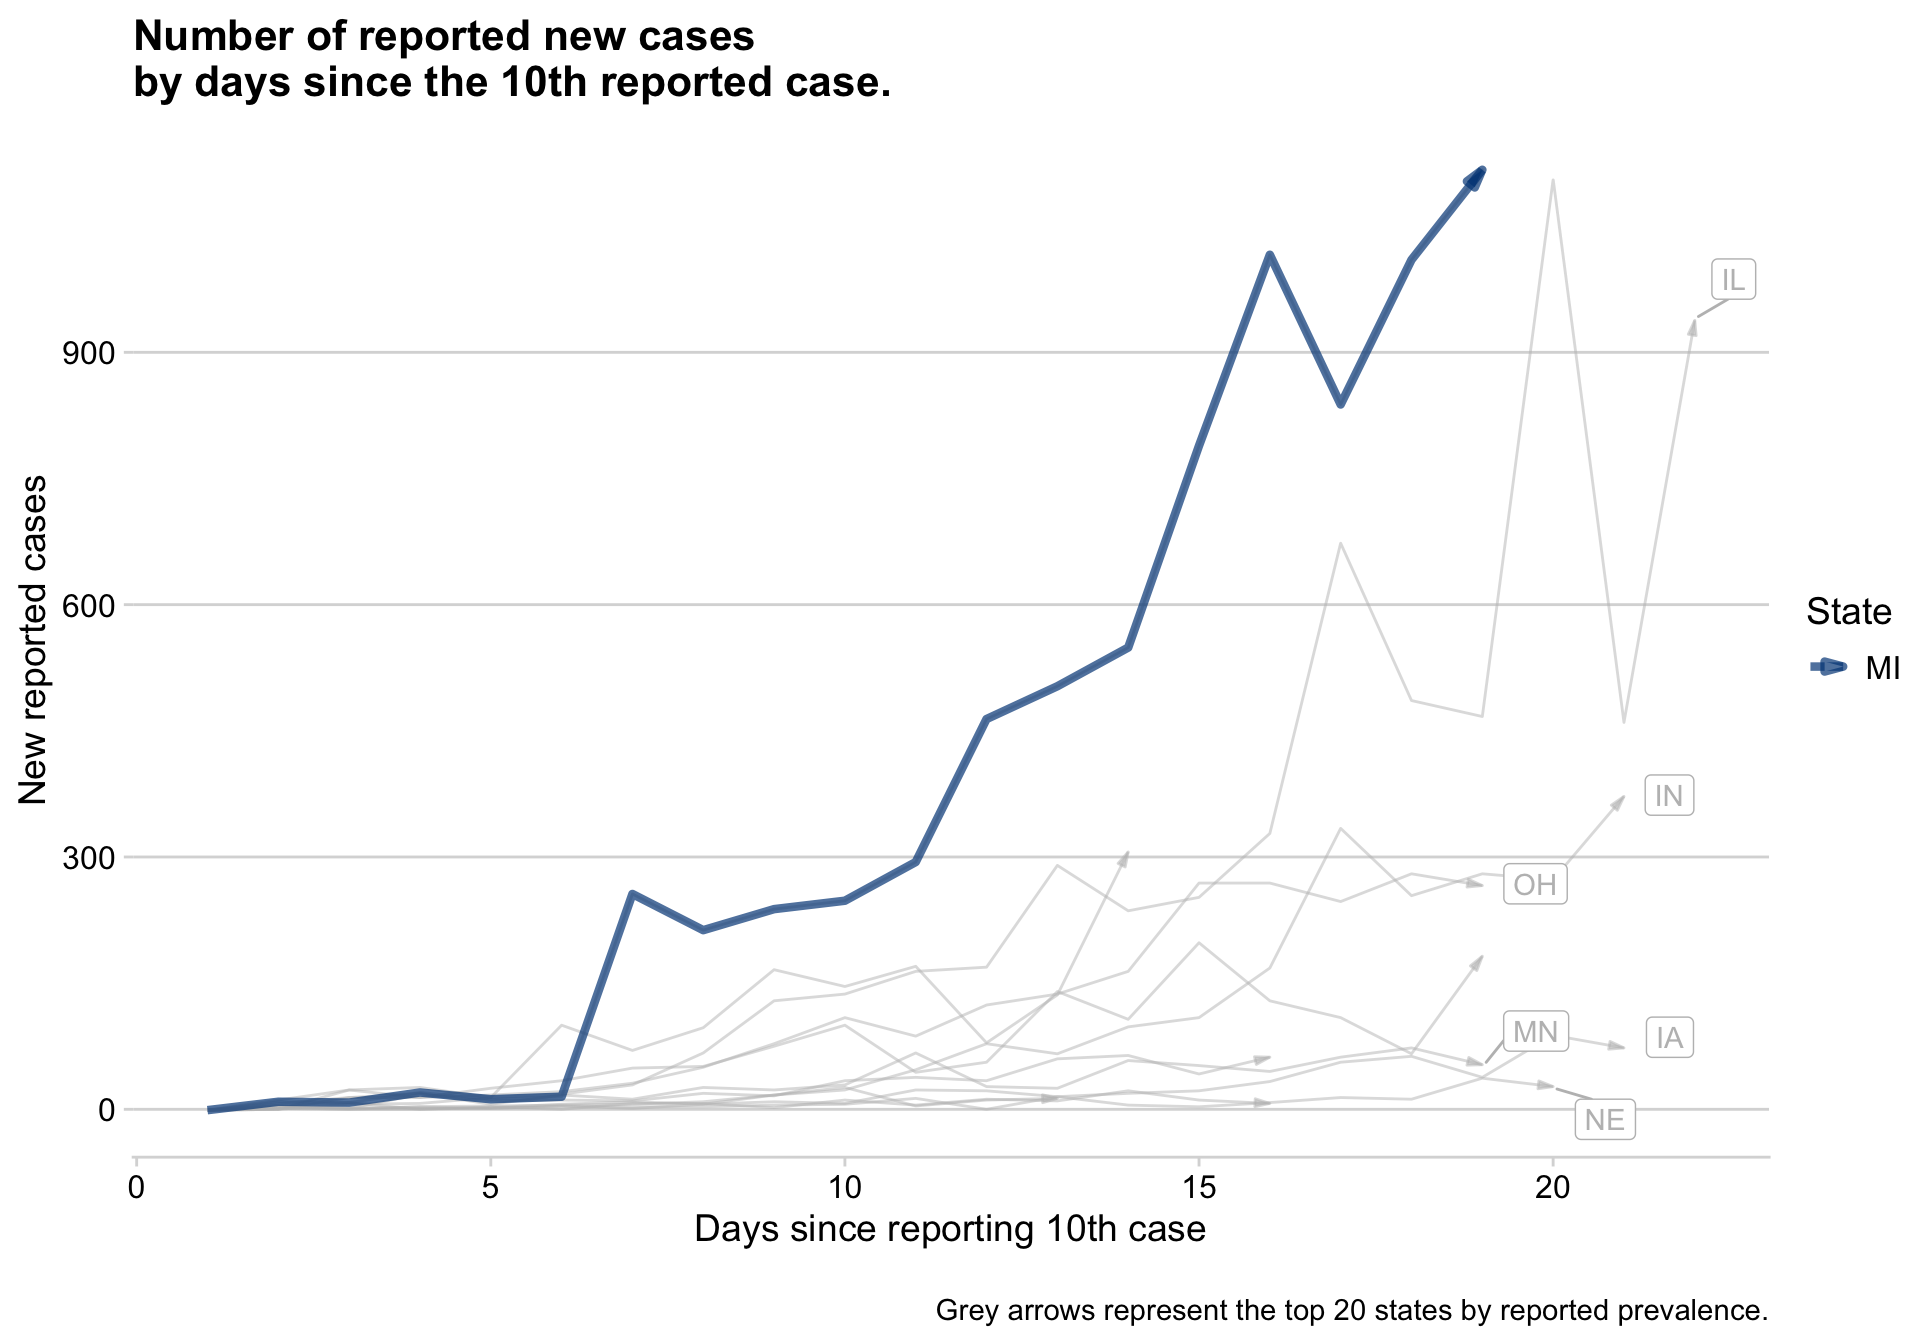 Number of reported new cases
by days since the 10th reported case.
New reported cases
900
600
300
0
IL
IN
OH
MN
IA
NE
State
MI
0
5
10
15
20
Days since reporting 10th case
Grey arrows represent the top 20 states by reported prevalence.